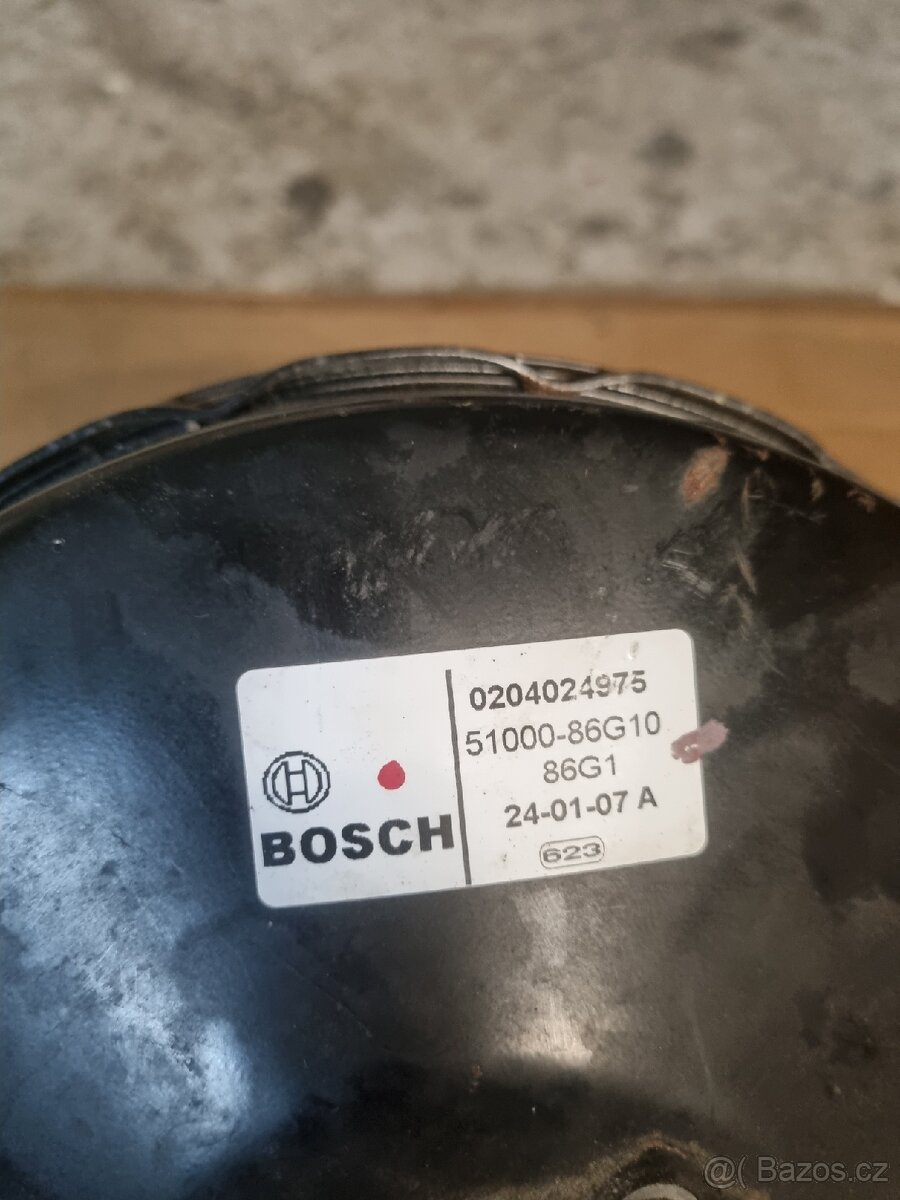 BOSCH
0204024975
51000-86G10
86G1
24-01-07 A
623
@( Bazos.cz